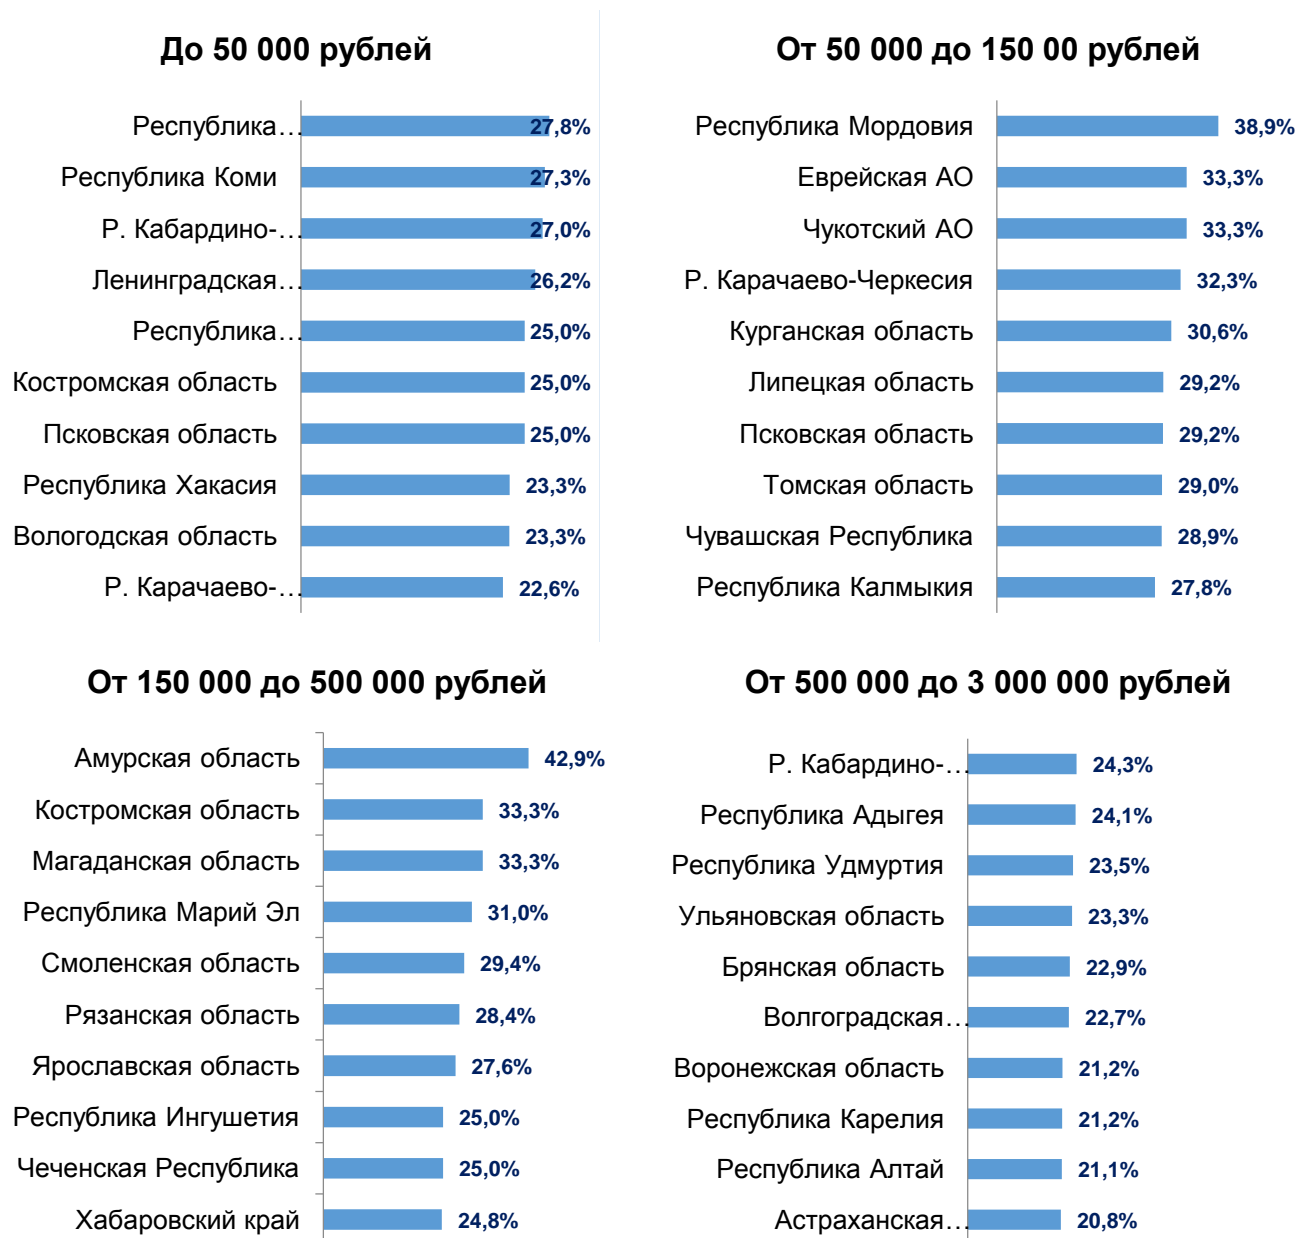 До 50 000 рублей
Республика… 27,8%
Республика Коми 27,3%
Р. Кабардино-… 27,0%
Ленинградская… 26,2%
Республика… 25,0%
Костромская область 25,0%
Псковская область 25,0%
Республика Хакасия 23,3%
Вологодская область 23,3%
Р. Карачаево-… 22,6%
От 50 000 до 150 00 рублей
Республика Мордовия 38,9%
Еврейская АО 33,3%
Чукотский АО 33,3%
Р. Карачаево-Черкесия 32,3%
Курганская область 30,6%
Липецкая область 29,2%
Псковская область 29,2%
Томская область 29,0%
Чувашская Республика 28,9%
Республика Калмыкия 27,8%
От 150 000 до 500 000 рублей
Амурская область 42,9%
Костромская область 33,3%
Магаданская область 33,3%
Республика Марий Эл 31,0%
Смоленская область 29,4%
Рязанская область 28,4%
Ярославская область 27,6%
Республика Ингушетия 25,0%
Чеченская Республика 25,0%
Хабаровский край 24,8%
От 500 000 до 3 000 000 рублей
Р. Кабардино-… 24,3%
Республика Адыгея 24,1%
Республика Удмуртия 23,5%
Ульяновская область 23,3%
Брянская область 22,9%
Волгоградская… 22,7%
Воронежская область 21,2%
Республика Карелия 21,2%
Республика Алтай 21,1%
Астраханская… 20,8%